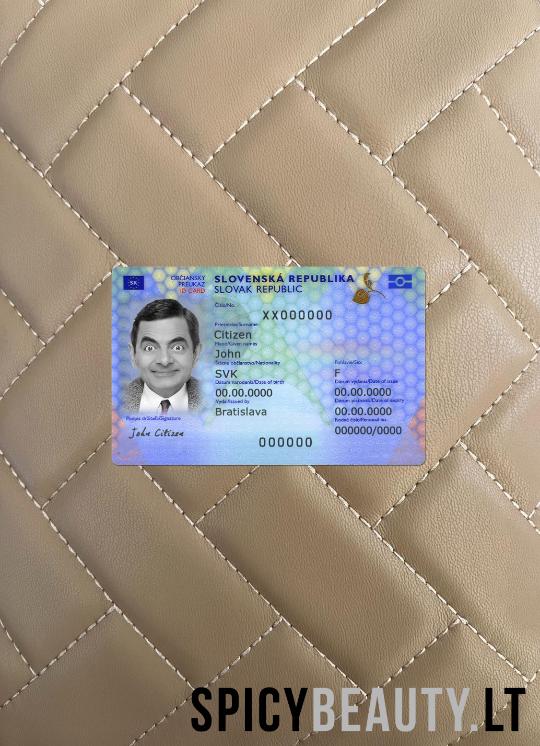 SK
OBČIANSKY
PREUKAZ
ID CARD
SLOVENSKÁ REPUBLIKA
SLOVAK REPUBLIC
Číslo/No.
XX000000
Priezvisko/Surname
Citizen
Meno/Given names
John
Štátne občianstvo/Nationality
SVK
Pohlavie/Sex
F
Dátum narodenia/Date of birth
00.00.0000
Dátum vydania/Date of issue
00.00.0000
Vydal/Issued by
Bratislava
Dátum platnosti/Date of expiry
00.00.0000
Rodné číslo/Personal no.
000000/0000
Podpis držiteľa/Signature
John Citizen
000000
SPICYBEAUTY.LT